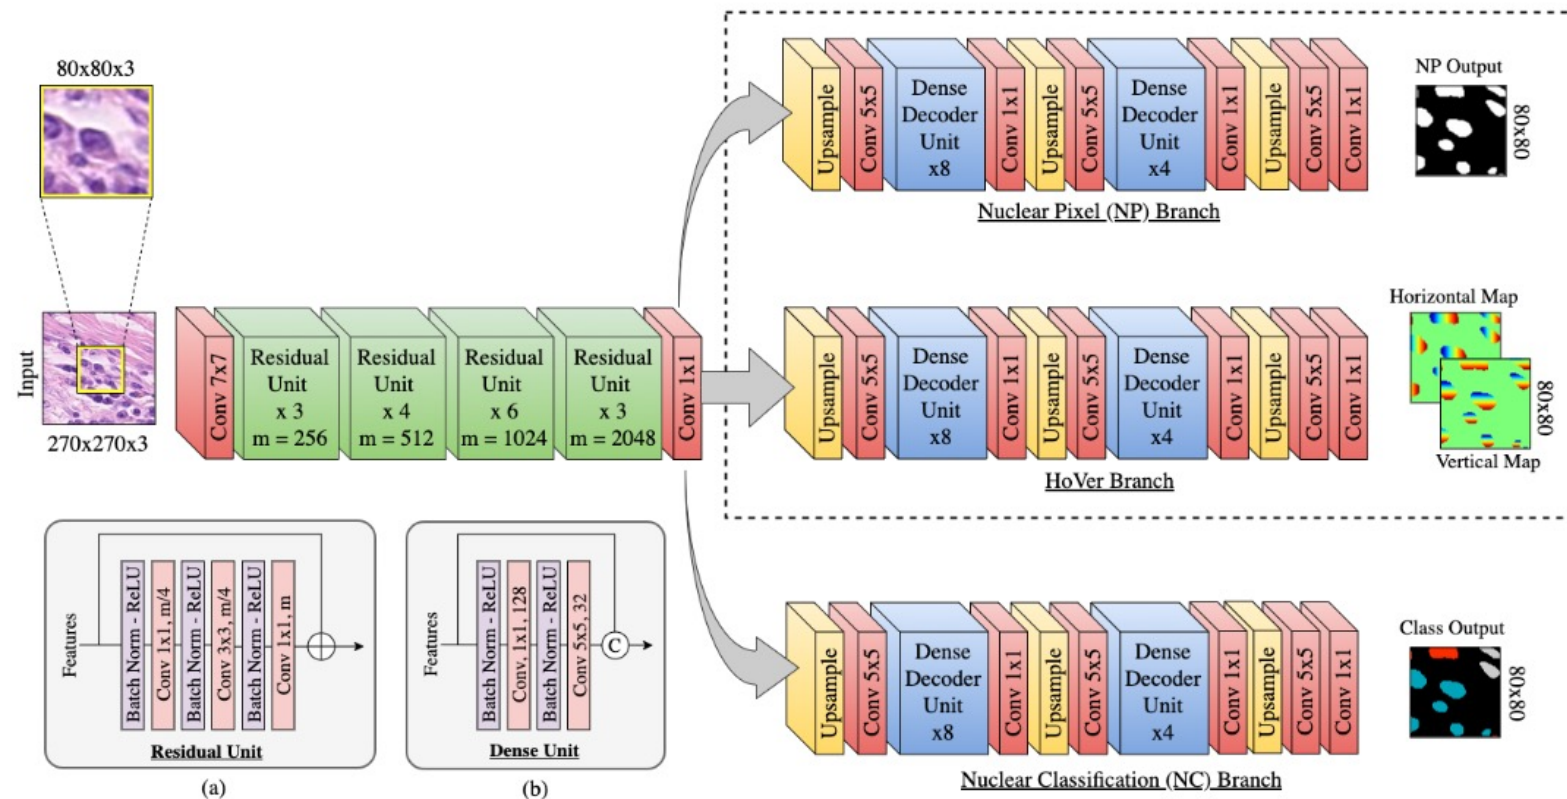 80x80x3
Input
270x270x3
Conv 7x7
Residual
Unit
x 3
m = 256
Residual
Unit
x 4
m = 512
Residual
Unit
x 6
m = 1024
Residual
Unit
x 3
m = 2048
Conv 1x1
Upsample
Conv 5x5
Dense
Decoder
Unit
x8
Conv 1x1
Upsample
Conv 5x5
Dense
Decoder
Unit
x4
Conv 1x1
Upsample
Conv 5x5
Conv 1x1
Nuclear Pixel (NP) Branch
NP Output
80x80
Upsample
Conv 5x5
Dense
Decoder
Unit
x8
Conv 1x1
Upsample
Conv 5x5
Dense
Decoder
Unit
x4
Conv 1x1
Upsample
Conv 5x5
Conv 1x1
HoVer Branch
Horizontal Map
80x80
Vertical Map
Upsample
Conv 5x5
Dense
Decoder
Unit
x8
Conv 1x1
Upsample
Conv 5x5
Dense
Decoder
Unit
x4
Conv 1x1
Upsample
Conv 5x5
Conv 1x1
Nuclear Classification (NC) Branch
Class Output
80x80
Features
Batch Norm - ReLU
Conv 1x1, m/4
Batch Norm - ReLU
Conv 3x3, m/4
Batch Norm - ReLU
Conv 1x1, m
Residual Unit
(a)
Features
Batch Norm - ReLU
Conv, 1x1, 128
Batch Norm - ReLU
Conv 5x5, 32
C
Dense Unit
(b)